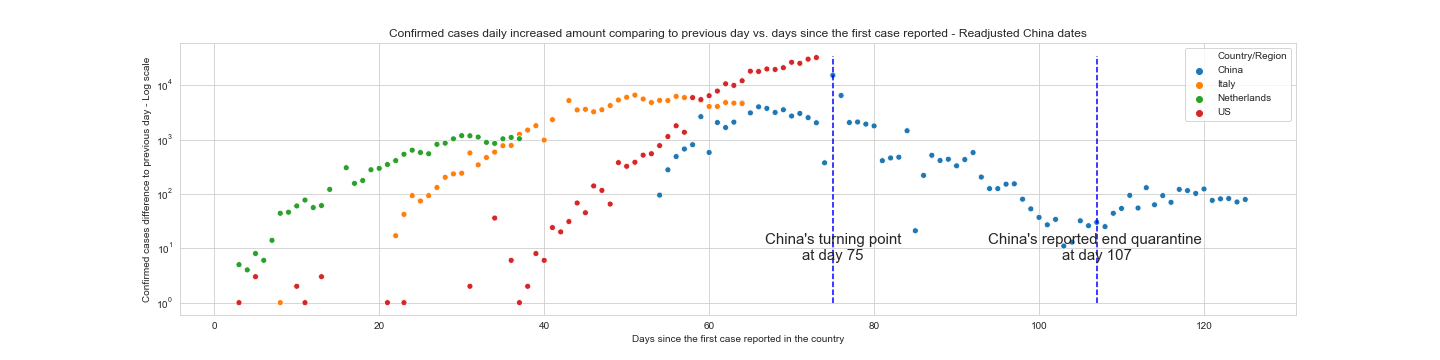 Confirmed cases daily increased amount comparing to previous day vs. days since the first case reported - Readjusted China dates
Confirmed cases difference to previous day - Log scale
10⁴
10³
10²
10¹
10⁰
Country/Region
China
Italy
Netherlands
US
China's turning point
at day 75
China's reported end quarantine
at day 107
0 20 40 60 80 100 120
Days since the first case reported in the country